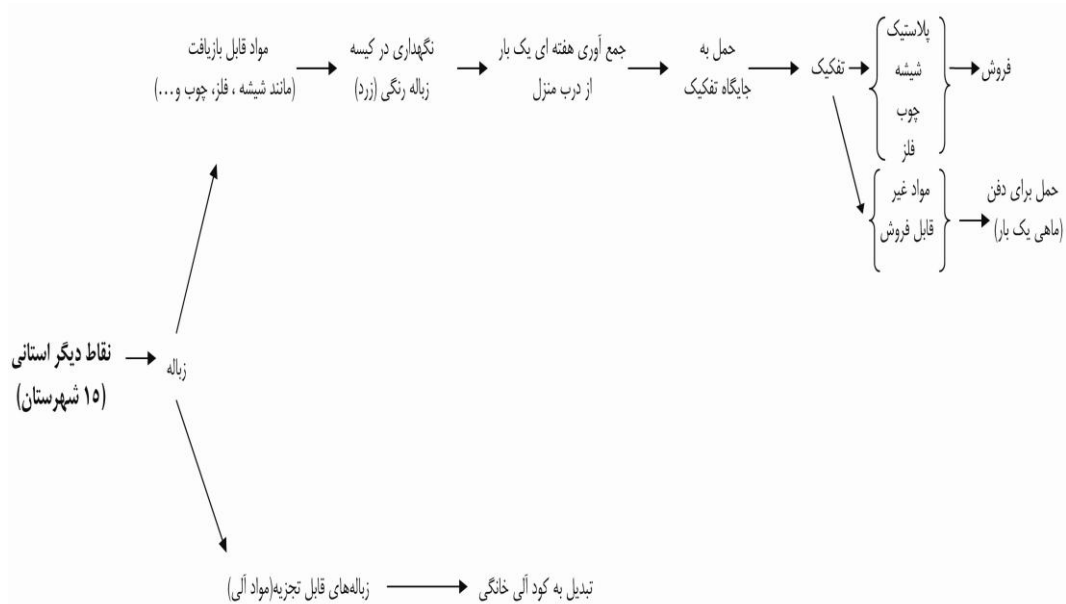 نقاط دیگر استانی
(۱۵ شهرستان)
زباله
مواد قابل بازیافت
(مانند شیشه ، فلز، چوب و...)
نگهداری در کیسه
زباله رنگی (زرد)
جمع آوری هفته ای یک بار
از درب منزل
حمل به
جایگاه تفکیک
تفکیک
پلاستیک
شیشه
چوب
فلز
فروش
مواد غیر
قابل فروش
حمل برای دفن
(ماهی یک بار)
زباله‌های قابل تجزیه(مواد آلی)
تبدیل به کود آلی خانگی